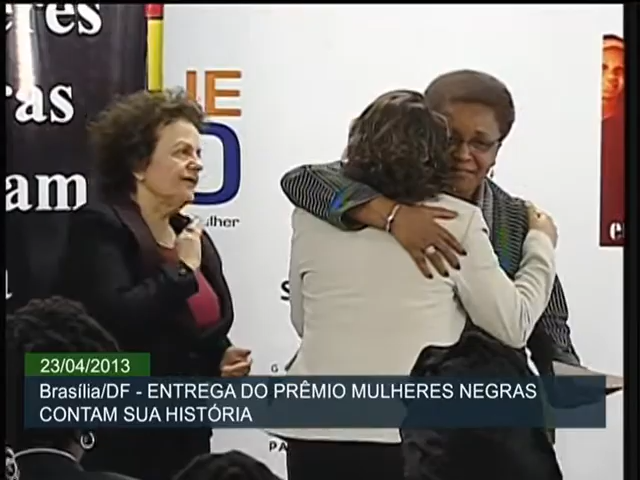 eres
ras
am
IE
O
ulher
23/04/2013
Brasília/DF - ENTREGA DO PRÊMIO MULHERES NEGRAS
CONTAM SUA HISTÓRIA